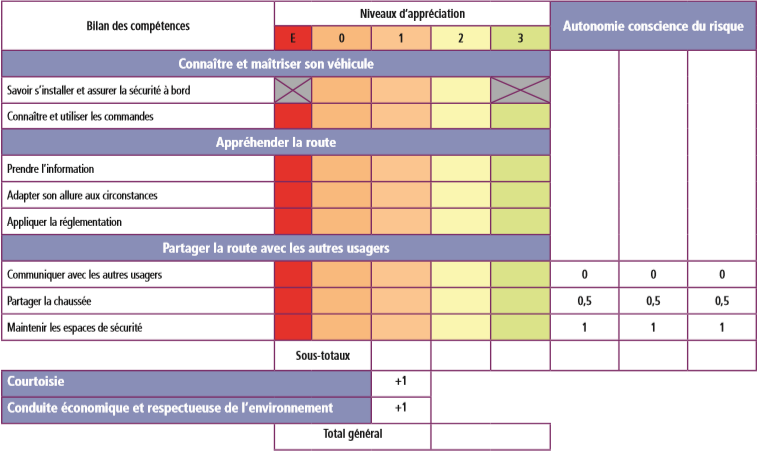 Bilan des compétences
Niveaux d'appréciation
Autonomie conscience du risque
E 0 1 2 3
Connaître et maîtriser son véhicule
Savoir s'installer et assurer la sécurité à bord
Connaître et utiliser les commandes
Appréhender la route
Prendre l'information
Adapter son allure aux circonstances
Appliquer la réglementation
Partager la route avec les autres usagers
Communiquer avec les autres usagers 0 0 0
Partager la chaussée 0,5 0,5 0,5
Maintenir les espaces de sécurité 1 1 1
Sous-totaux
Courtoisie +1
Conduite économique et respectueuse de l'environnement +1
Total général